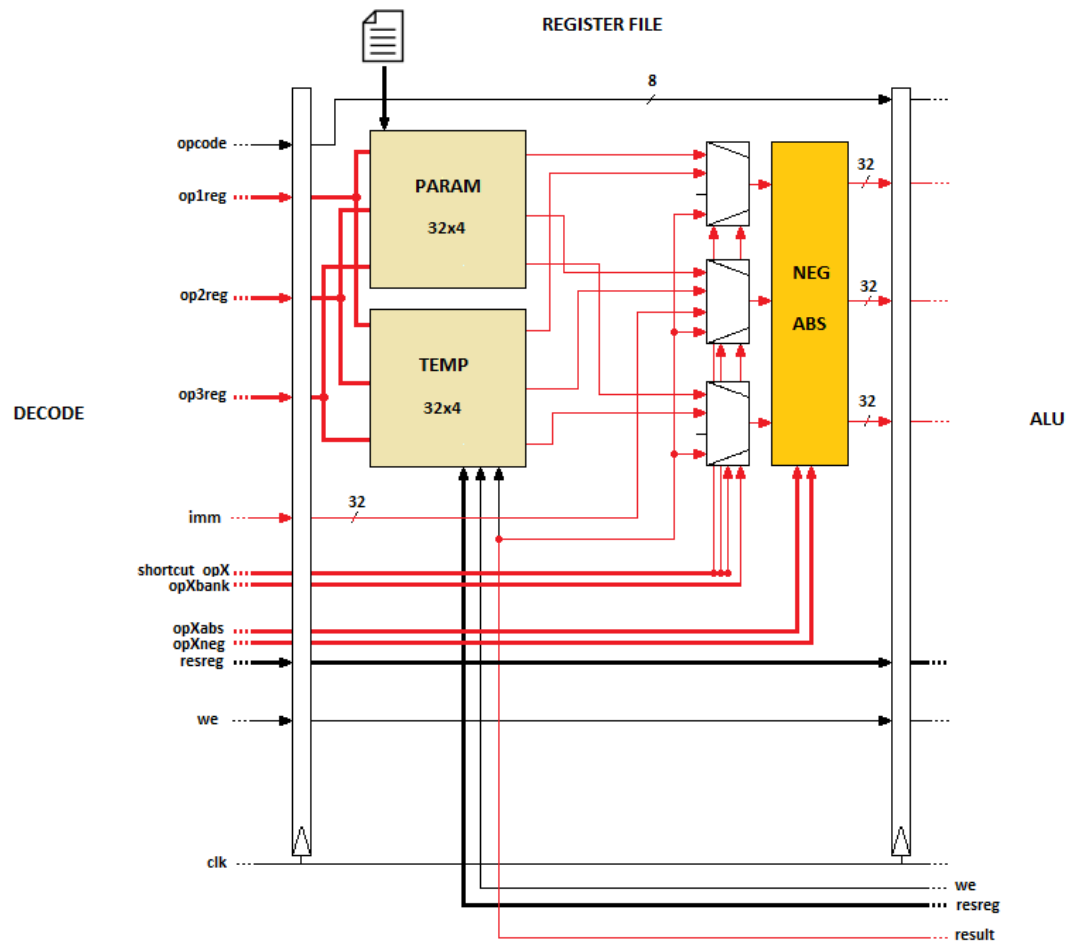 REGISTER FILE
8
opcode
PARAM
32x4
32
op1reg
NEG
ABS
op2reg
32
TEMP
32x4
op3reg
32
DECODE
ALU
imm
32
shortcut_opX
opXbank
opXabs
opXneg
resreg
we
clk
we
resreg
result